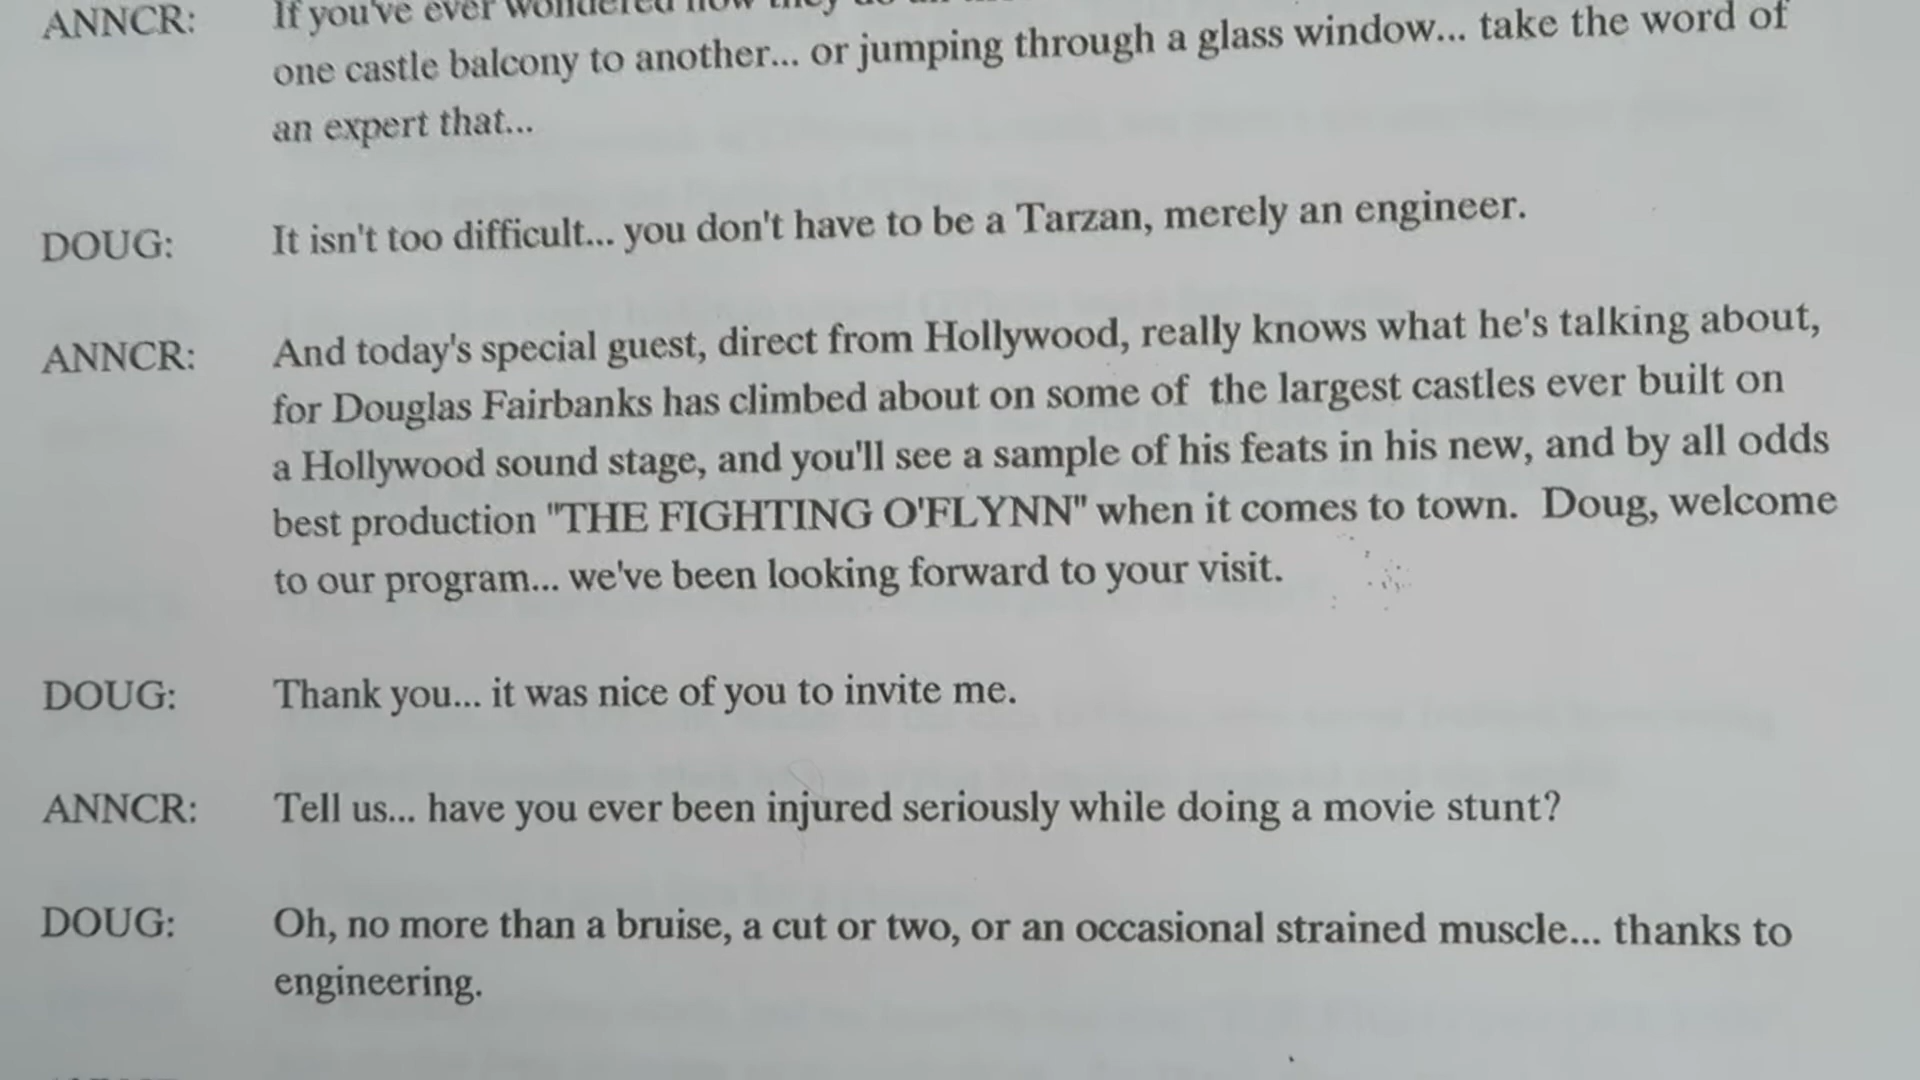 ANNCR: If you've ever wondered how they do
one castle balcony to another... or jumping through a glass window... take the word of
an expert that...
DOUG: It isn't too difficult... you don't have to be a Tarzan, merely an engineer.
ANNCR: And today's special guest, direct from Hollywood, really knows what he's talking about,
for Douglas Fairbanks has climbed about on some of the largest castles ever built on
a Hollywood sound stage, and you'll see a sample of his feats in his new, and by all odds
best production "THE FIGHTING O'FLYNN" when it comes to town. Doug, welcome
to our program... we've been looking forward to your visit.
DOUG: Thank you... it was nice of you to invite me.
ANNCR: Tell us... have you ever been injured seriously while doing a movie stunt?
DOUG: Oh, no more than a bruise, a cut or two, or an occasional strained muscle... thanks to
engineering.